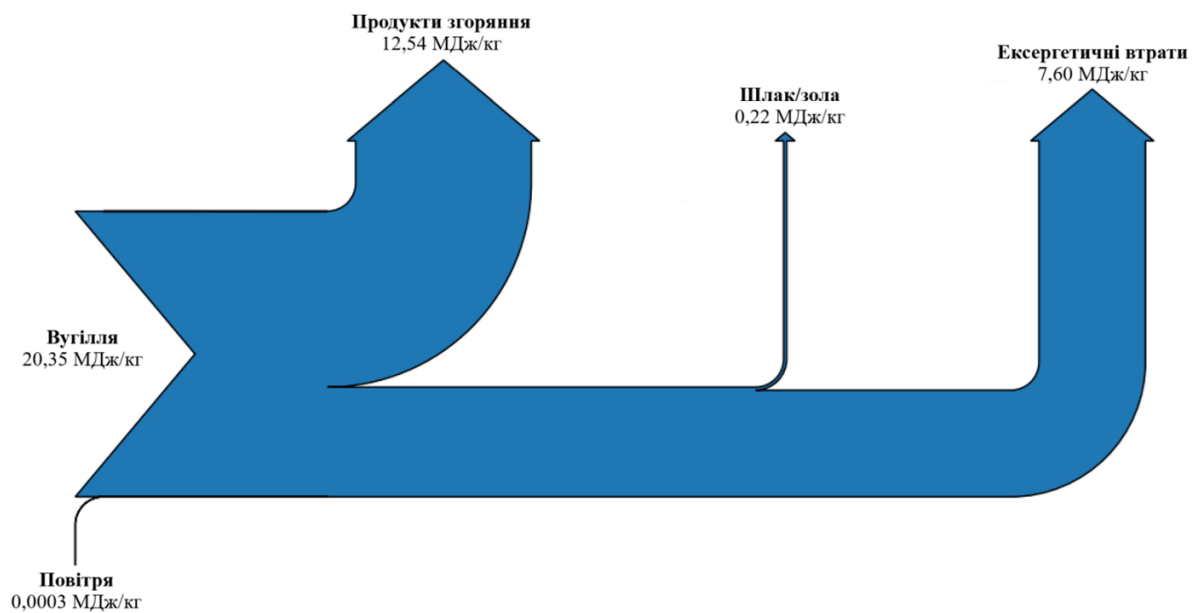 Продукти згоряння
12,54 МДж/кг
Ексергетичні втрати
7,60 МДж/кг
Шлак/зола
0,22 МДж/кг
Вугілля
20,35 МДж/кг
Повітря
0,0003 МДж/кг